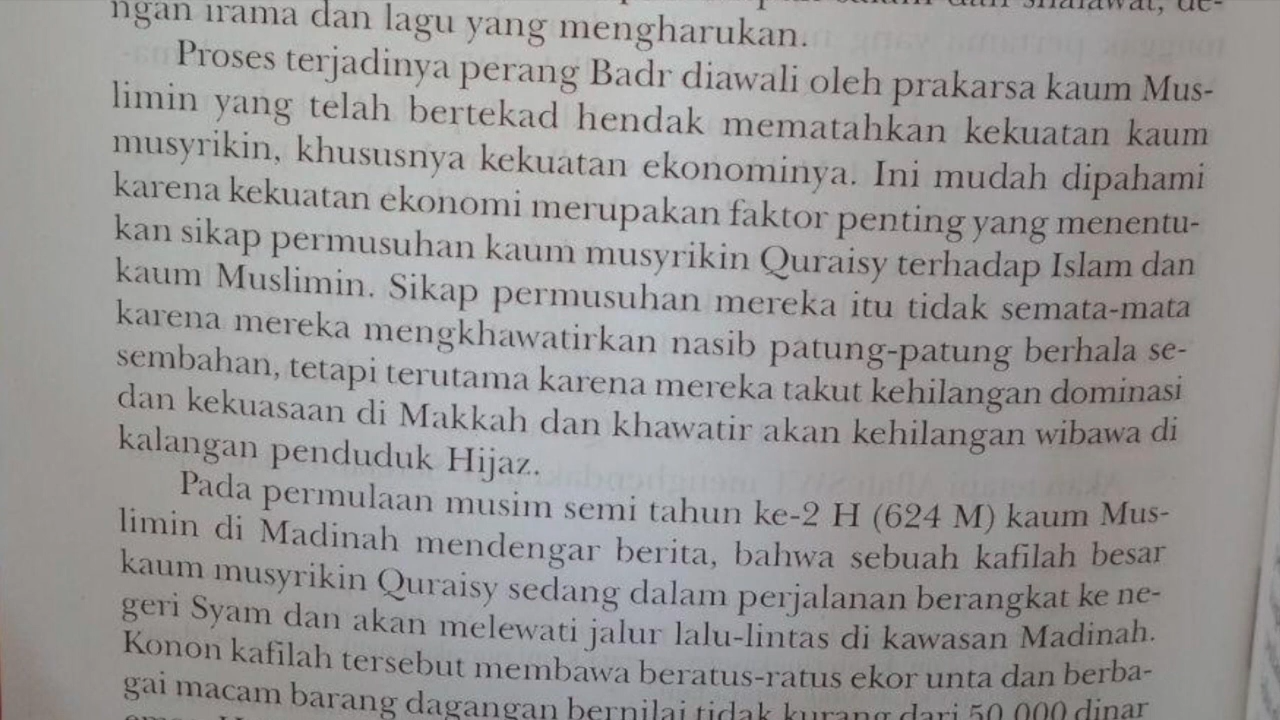 ngan irama dan lagu yang mengharukan.
Proses terjadinya perang Badr diawali oleh prakarsa kaum Mus-
limin yang telah bertekad hendak mematahkan kekuatan kaum
musyrikin, khususnya kekuatan ekonominya. Ini mudah dipahami
karena kekuatan ekonomi merupakan faktor penting yang menentu-
kan sikap permusuhan kaum musyrikin Quraisy terhadap Islam dan
kaum Muslimin. Sikap permusuhan mereka itu tidak semata-mata
karena mereka mengkhawatirkan nasib patung-patung berhala se-
sembahan, tetapi terutama karena mereka takut kehilangan dominasi
dan kekuasaan di Makkah dan khawatir akan kehilangan wibawa di
kalangan penduduk Hijaz.
Pada permulaan musim semi tahun ke-2 H (624 M) kaum Mus-
limin di Madinah mendengar berita, bahwa sebuah kafilah besar
kaum musyrikin Quraisy sedang dalam perjalanan berangkat ke ne-
geri Syam dan akan melewati jalur lalu-lintas di kawasan Madinah.
Konon kafilah tersebut membawa beratus-ratus ekor unta dan berba-
gai macam barang dagangan bernilai tidak kurang dari 50.000 dinar